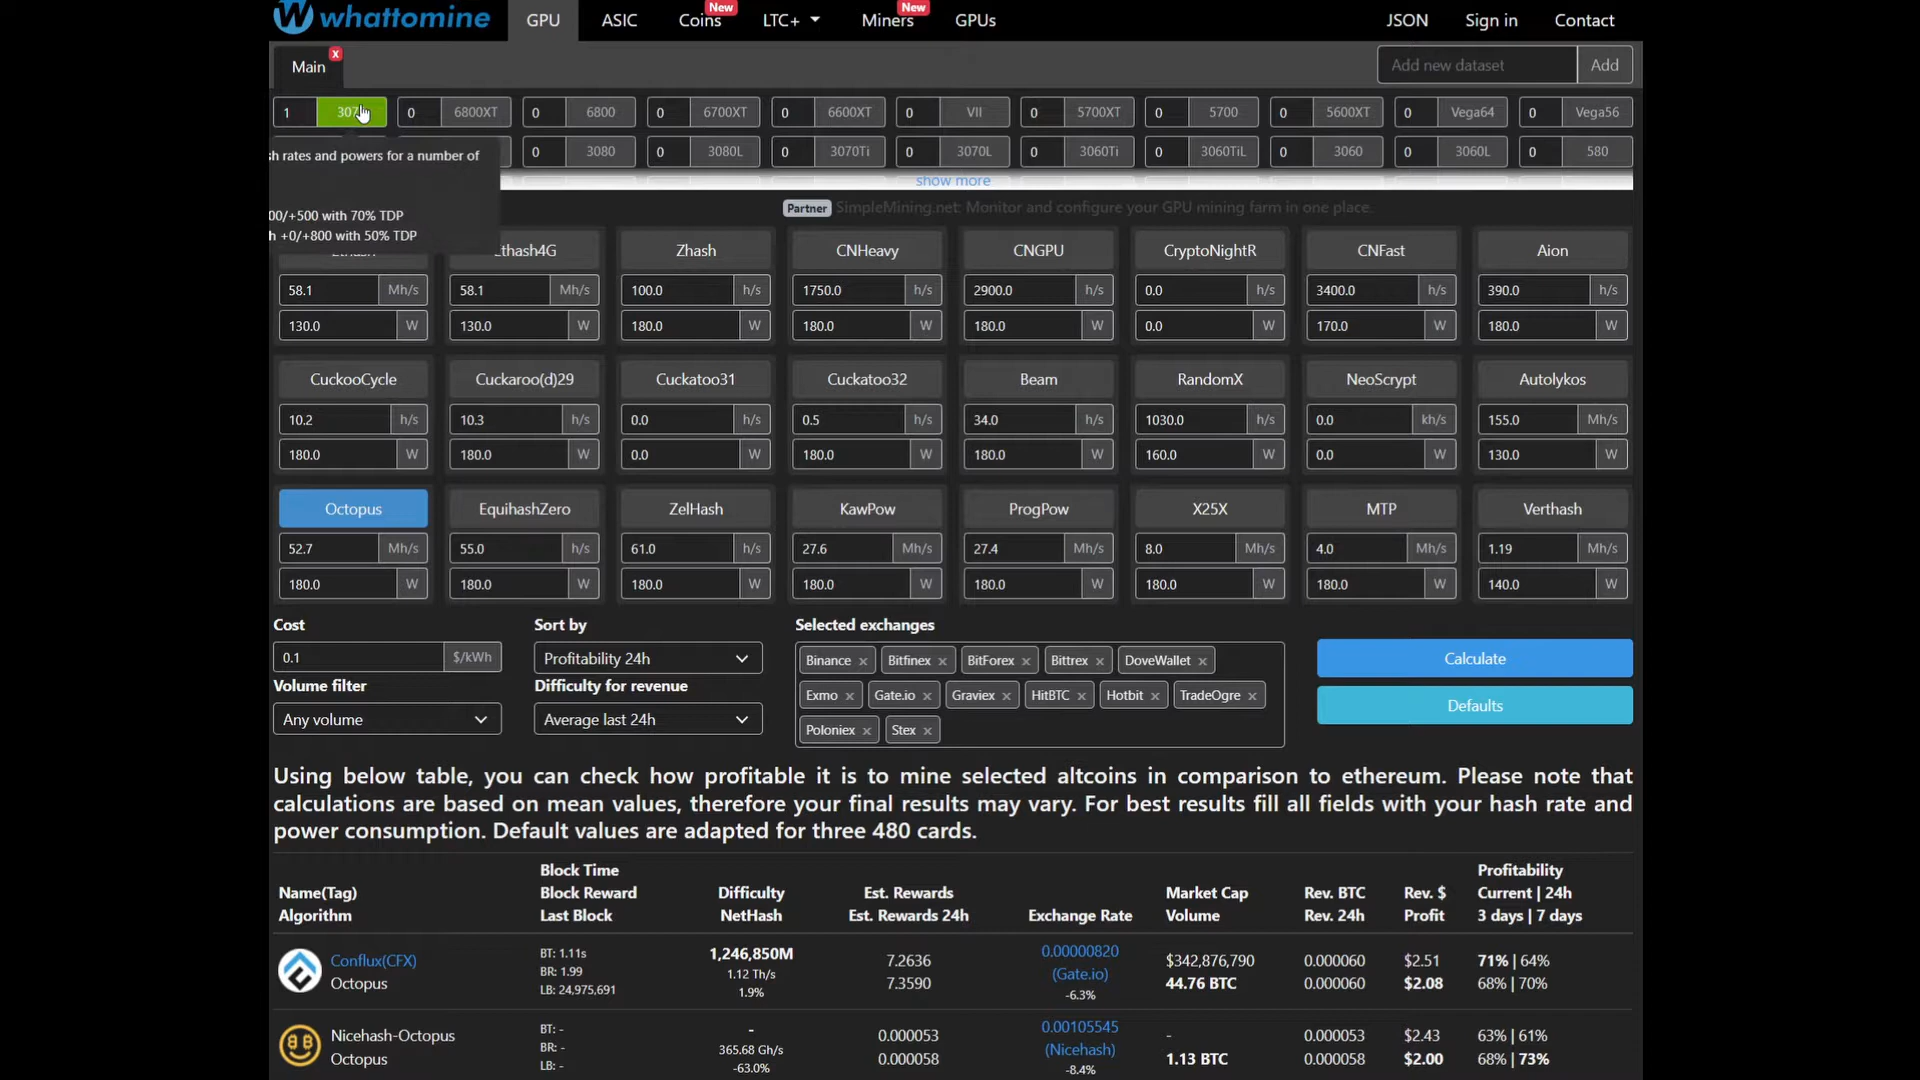 whattomine GPU ASIC Coins New LTC+ Miners New GPUs JSON Sign in Contact
Main x Add new dataset Add
1 0 6800XT 0 6800 0 6700XT 0 6600XT 0 VII 0 5700XT 0 5700 0 5600XT 0 Vega64 0 Vega56
0 3080 0 3080L 0 3070Ti 0 3070L 0 3060Ti 0 3060TiL 0 3060 0 3060L 0 580
sh rates and powers for a number of
show more
Partner SimpleMining.net: Monitor and configure your GPU mining farm in one place.
00/+500 with 70% TDP
h +0/+800 with 50% TDP
Ethash4G Zhash CNHeavy CNGPU CryptoNightR CNFast Aion
58.1 Mh/s 58.1 Mh/s 100.0 h/s 1750.0 h/s 2900.0 h/s 0.0 h/s 3400.0 h/s 390.0 h/s
130.0 W 130.0 W 180.0 W 180.0 W 180.0 W 0.0 W 170.0 W 180.0 W
CuckooCycle Cuckaroo(d)29 Cuckatoo31 Cuckatoo32 Beam RandomX NeoScrypt Autolykos
10.2 h/s 10.3 h/s 0.0 h/s 0.5 h/s 34.0 h/s 1030.0 h/s 0.0 kh/s 155.0 Mh/s
180.0 W 180.0 W 0.0 W 180.0 W 180.0 W 160.0 W 0.0 W 130.0 W
Octopus EquihashZero ZelHash KawPow ProgPow X25X MTP Verthash
52.7 Mh/s 55.0 h/s 61.0 h/s 27.6 Mh/s 27.4 Mh/s 8.0 Mh/s 4.0 Mh/s 1.19 Mh/s
180.0 W 180.0 W 180.0 W 180.0 W 180.0 W 180.0 W 180.0 W 140.0 W
Cost Sort by Selected exchanges
0.1 $/kWh Profitability 24h Binance × Bitfinex × BitForex × Bittrex × DoveWallet × Calculate
Volume filter Difficulty for revenue Exmo × Gate.io × Graviex × HitBTC × Hotbit × TradeOgre × Defaults
Any volume Average last 24h Poloniex × Stex ×
Using below table, you can check how profitable it is to mine selected altcoins in comparison to ethereum. Please note that
calculations are based on mean values, therefore your final results may vary. For best results fill all fields with your hash rate and
power consumption. Default values are adapted for three 480 cards.
Block Time Profitability
Name(Tag) Block Reward Difficulty Est. Rewards Market Cap Rev. BTC Rev. $ Current | 24h
Algorithm Last Block NetHash Est. Rewards 24h Exchange Rate Volume Rev. 24h Profit 3 days | 7 days
Conflux(CFX) BT: 1.11s 1,246,850M 7.2636 0.00000820 $342,876,790 0.000060 $2.51 71% | 64%
Octopus BR: 1.99 1.12 Th/s 7.3590 (Gate.io) 44.76 BTC 0.000060 $2.08 68% | 70%
LB: 24,975,691 1.9% -6.3%
Nicehash-Octopus BT: - - 0.000053 0.00105545 - 0.000053 $2.43 63% | 61%
Octopus BR: - 365.68 Gh/s 0.000058 (Nicehash) 1.13 BTC 0.000058 $2.00 68% | 73%
LB: - -63.0% -8.4%